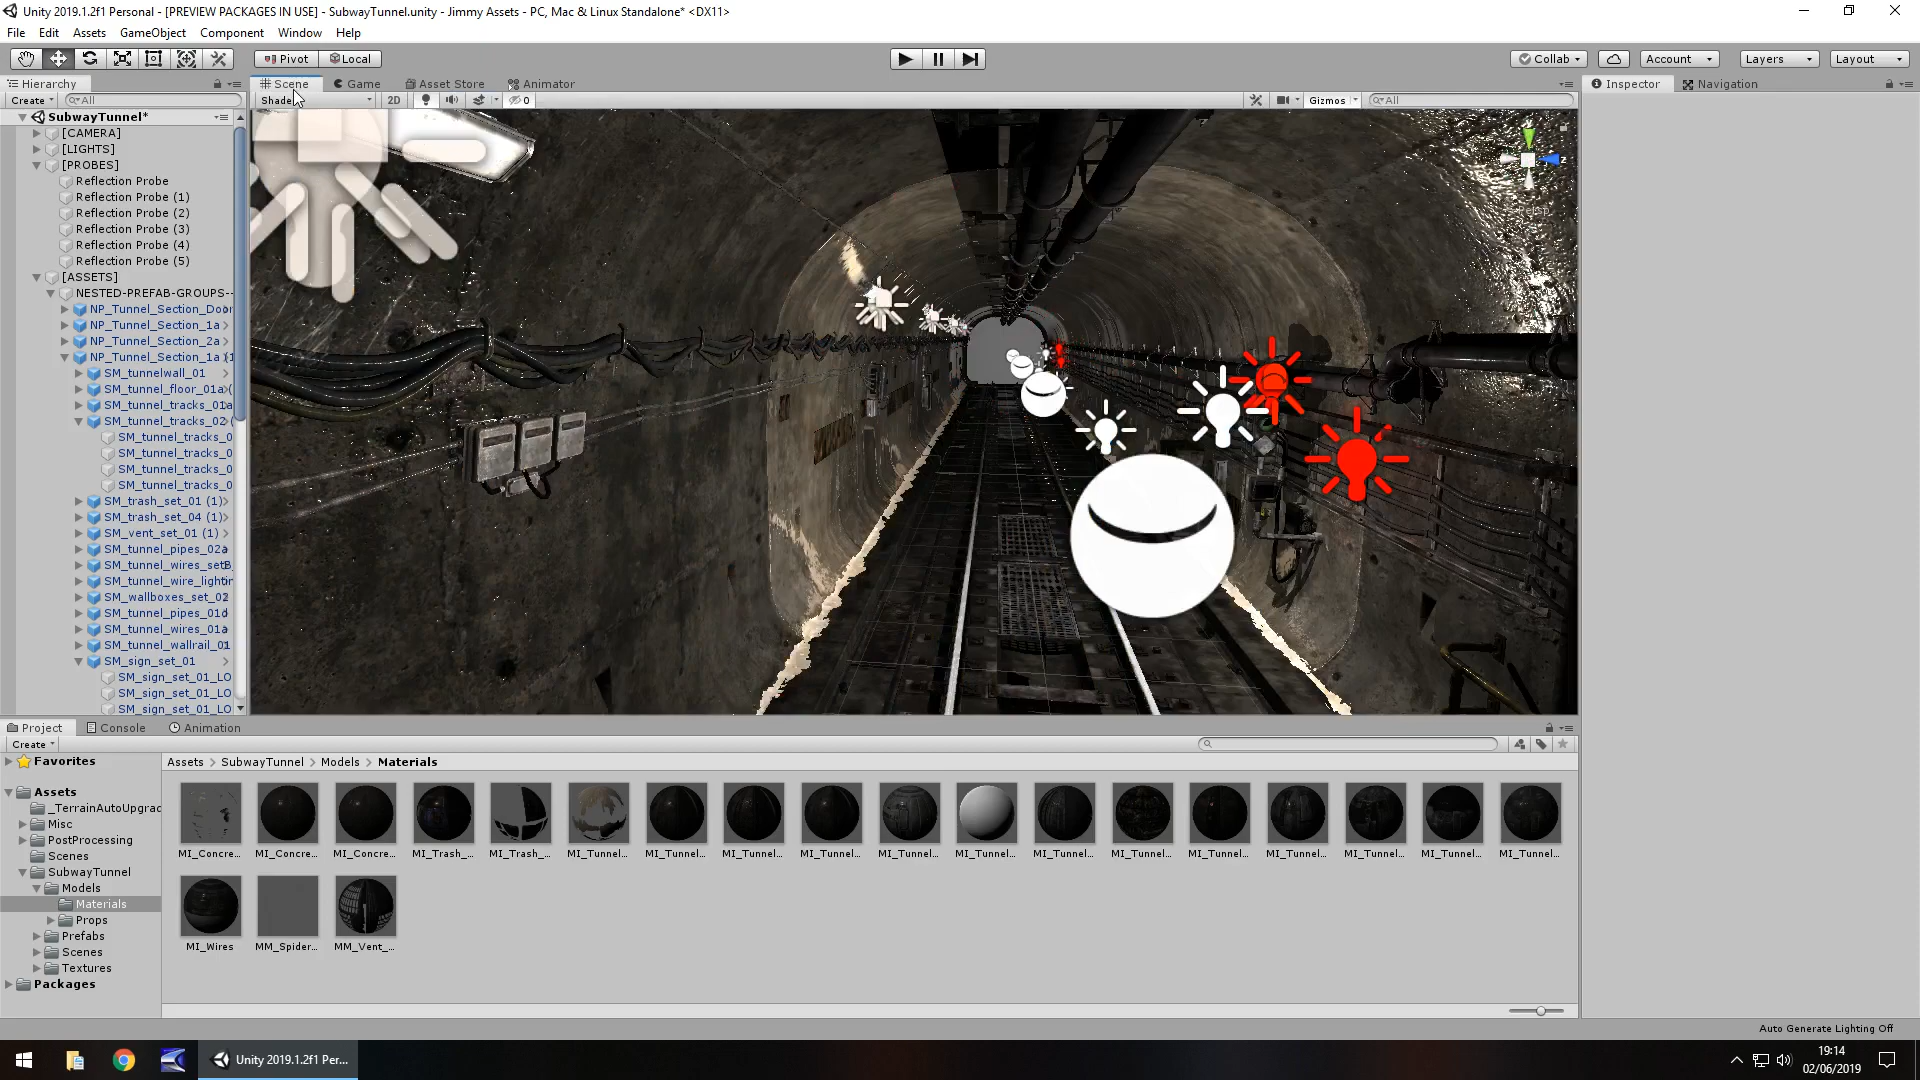 Unity 2019.1.2f1 Personal - [PREVIEW PACKAGES IN USE] - SubwayTunnel.unity - Jimmy Assets - PC, Mac & Linux Standalone* <DX11>
File Edit Assets GameObject Component Window Help
Pivot Local Collab Account Layers Layout
Hierarchy Scene Game Asset Store Animator Inspector Navigation
Create All Shade 2D 0 Gizmos All
SubwayTunnel*
[CAMERA]
[LIGHTS]
[PROBES]
Reflection Probe
Reflection Probe (1)
Reflection Probe (2)
Reflection Probe (3)
Reflection Probe (4)
Reflection Probe (5)
[ASSETS]
NESTED-PREFAB-GROUPS--
NP_Tunnel_Section_Door
NP_Tunnel_Section_1a
NP_Tunnel_Section_2a
NP_Tunnel_Section_1a (1
SM_tunnelwall_01
SM_tunnel_floor_01a (
SM_tunnel_tracks_01a
SM_tunnel_tracks_02 (
SM_tunnel_tracks_0
SM_tunnel_tracks_0
SM_tunnel_tracks_0
SM_tunnel_tracks_0
SM_trash_set_01 (1)
SM_trash_set_04 (1)
SM_vent_set_01 (1)
SM_tunnel_pipes_02a
SM_tunnel_wires_setB
SM_tunnel_wire_lightin
SM_wallboxes_set_02
SM_tunnel_pipes_01d
SM_tunnel_wires_01a
SM_tunnel_wallrail_01
SM_sign_set_01
SM_sign_set_01_LO
SM_sign_set_01_LO
SM_sign_set_01_LO
Project Console Animation
Create
Favorites
Assets > SubwayTunnel > Models > Materials
Assets
_TerrainAutoUpgrad
Misc
PostProcessing
Scenes
SubwayTunnel
Models
Materials
Props
Prefabs
Scenes
Textures
Packages
MI_Concre... MI_Concre... MI_Concre... MI_Trash_... MI_Trash_... MI_Tunnel... MI_Tunnel... MI_Tunnel... MI_Tunnel... MI_Tunnel... MI_Tunnel... MI_Tunnel... MI_Tunnel... MI_Tunnel... MI_Tunnel... MI_Tunnel... MI_Tunnel... MI_Tunnel...
MI_Wires MM_Spider... MM_Vent_...
Auto Generate Lighting Off
Unity 2019.1.2f1 Per...
19:14
02/06/2019